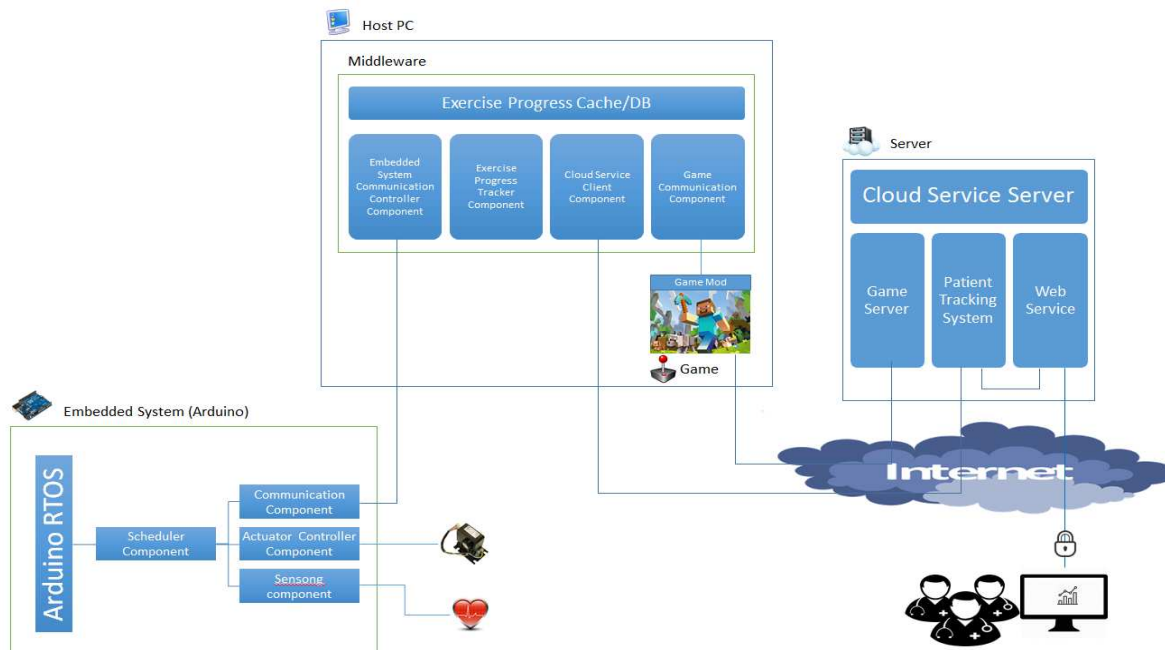 Host PC
Middleware
Exercise Progress Cache/DB
Embedded
System
Communication
Controller
Component
Exercise
Progress
Tracker
Component
Cloud Service
Client
Component
Game
Communication
Component
Game Mod
Game
Server
Cloud Service Server
Game
Server
Patient
Tracking
System
Web
Service
Internet
Embedded System (Arduino)
Arduino RTOS
Scheduler
Component
Communication
Component
Actuator Controller
Component
Sensong
component